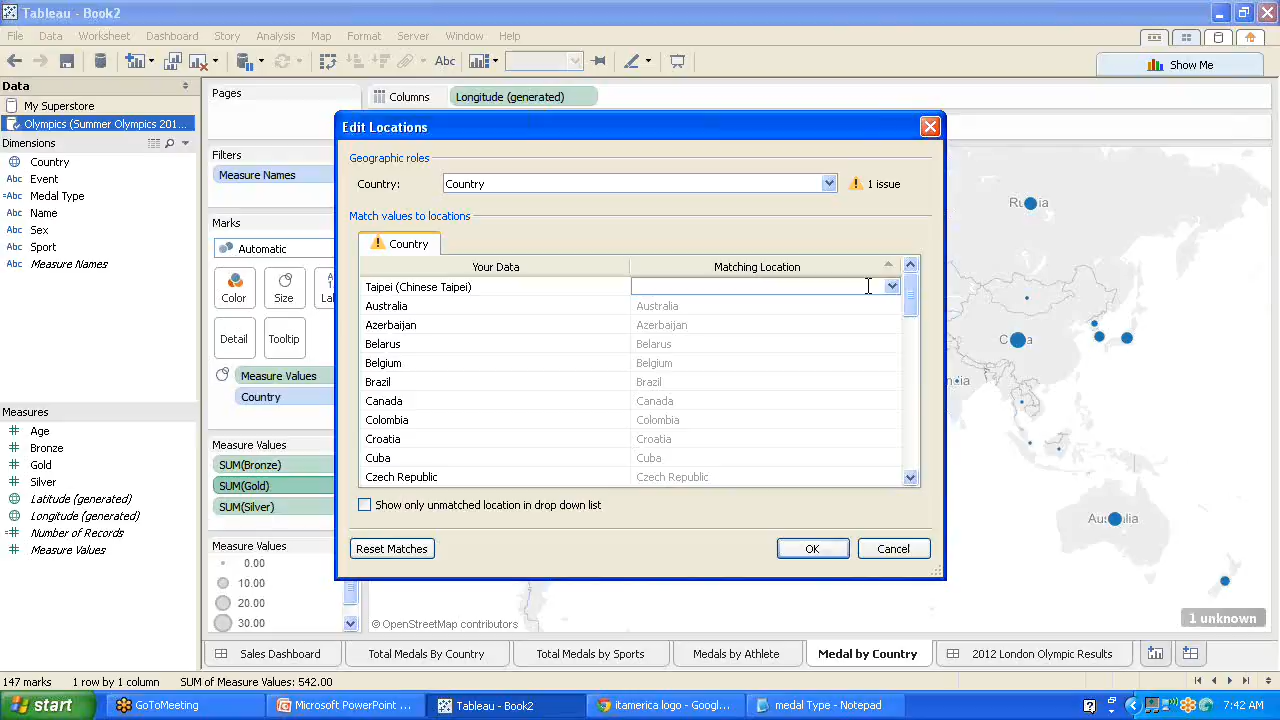 Tableau - Book2
File Data Worksheet Dashboard Story Analysis Map Format Server Window Help
Abc
Show Me
Data
My Superstore
Olympics (Summer Olympics 201...
Dimensions
Country
Abc Event
=Abc Medal Type
Abc Name
Abc Sex
Abc Sport
Abc Measure Names
Measures
Age
Bronze
Gold
Silver
Latitude (generated)
Longitude (generated)
Number of Records
Measure Values
Pages
Filters
Measure Names
Marks
Automatic
Color Size
Detail Tooltip
Measure Values
Country
Measure Values
SUM(Bronze)
SUM(Gold)
SUM(Silver)
Measure Values
0.00
10.00
20.00
30.00
Columns Longitude (generated)
Edit Locations
Geographic roles
Country: Country 1 issue
Match values to locations
Country
Your Data Matching Location
Taipei (Chinese Taipei)
Australia Australia
Azerbaijan Azerbaijan
Belarus Belarus
Belgium Belgium
Brazil Brazil
Canada Canada
Colombia Colombia
Croatia Croatia
Cuba Cuba
Czech Republic Czech Republic
Show only unmatched location in drop down list
Reset Matches OK Cancel
Russia
China
Australia
© OpenStreetMap contributors
1 unknown
Sales Dashboard Total Medals By Country Total Medals by Sports Medals by Athlete Medal by Country 2012 London Olympic Results
147 marks 1 row by 1 column SUM of Measure Values: 542.00
start GoToMeeting Microsoft PowerPoint ... Tableau - Book2 itamerica logo - Googl... medal Type - Notepad 7:42 AM